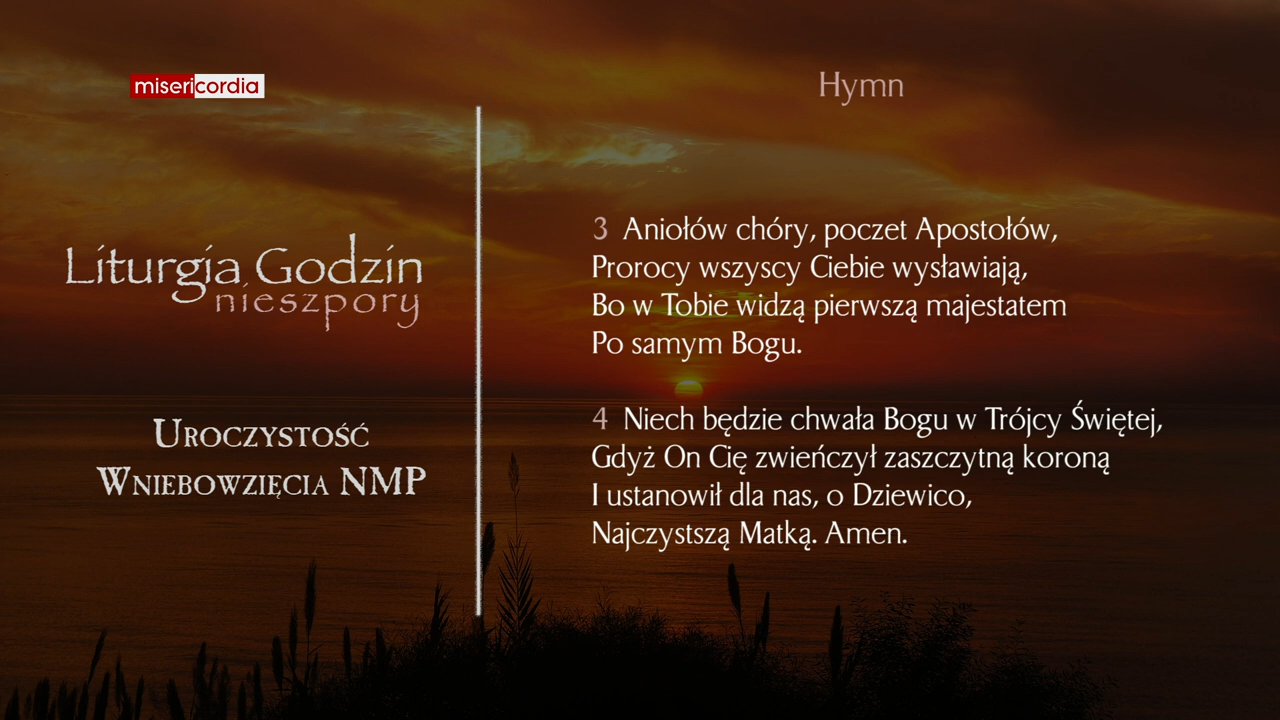 misericordia
Liturgia Godzin
nieszpory
Uroczystość
Wniebowzięcia NMP
Hymn
3 Aniołów chóry, poczet Apostołów,
Prorocy wszyscy Ciebie wysławiają,
Bo w Tobie widzą pierwszą majestatem
Po samym Bogu.
4 Niech będzie chwała Bogu w Trójcy Świętej,
Gdyż On Cię zwieńczył zaszczytną koroną
I ustanowił dla nas, o Dziewico,
Najczystszą Matką. Amen.